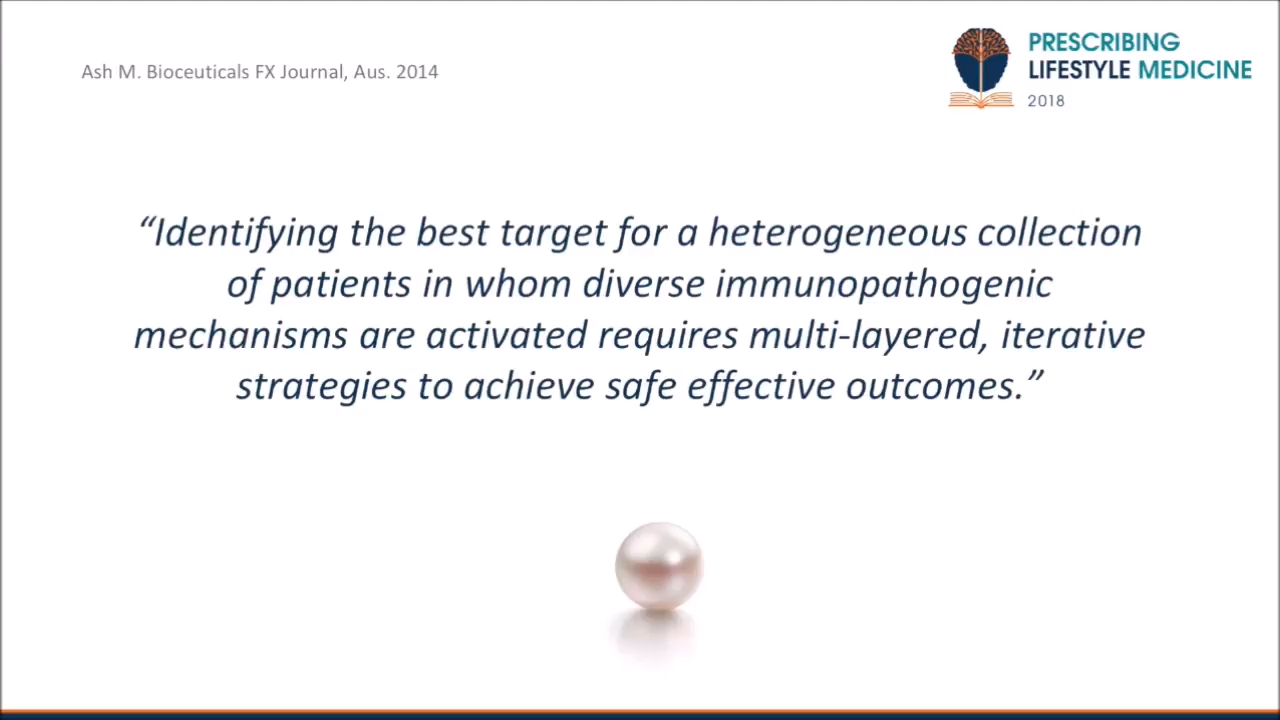 Ash M. Bioceuticals FX Journal, Aus. 2014
PRESCRIBING
LIFESTYLE MEDICINE
2018
“Identifying the best target for a heterogeneous collection
of patients in whom diverse immunopathogenic
mechanisms are activated requires multi-layered, iterative
strategies to achieve safe effective outcomes.”